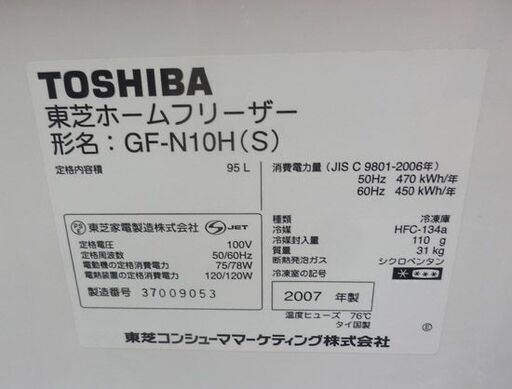 TOSHIBA
東芝ホームフリーザー
形名：GF-N10H(S)
定格内容積 95 L
消費電力量 (JIS C 9801-2006年)
50Hz 470 kWh/年
60Hz 450 kWh/年
PSE 東芝家電製造株式会社 S JET
定格電圧 100V
定格周波数 50/60Hz
電動機の定格消費電力 75/78W
電熱装置の定格消費電力 120/120W
製造番号 37009053
種類 冷凍庫
冷媒 HFC-134a
冷媒封入量 110 g
質量 31 kg
断熱発泡ガス シクロペンタン
冷凍室の記号
2007 年製
温度ヒューズ 76℃
タイ国製
東芝コンシューママーケティング株式会社
Ⓔ